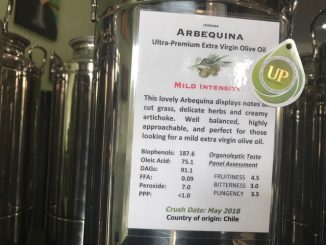 ARBEQUINA
Ultra-Premium Extra Virgin Olive Oil
UP
MILD INTENSITY
This lovely Arbequina displays notes of
cut grass, delicate herbs and creamy
artichoke. Well balanced, highly
approachable, and perfect for those
looking for a mild extra virgin olive oil.
Biophenols: 187.6
Oleic Acid: 75.1
DAGs: 91.1
FFA: 0.09
Peroxide: 7.0
PPP: <1.0
Organoleptic Taste
Panel Assessment
FRUITINESS 4.5
BITTERNESS 3.0
PUNGENCY 3.5
Crush Date: May 2018
Country of origin: Chile